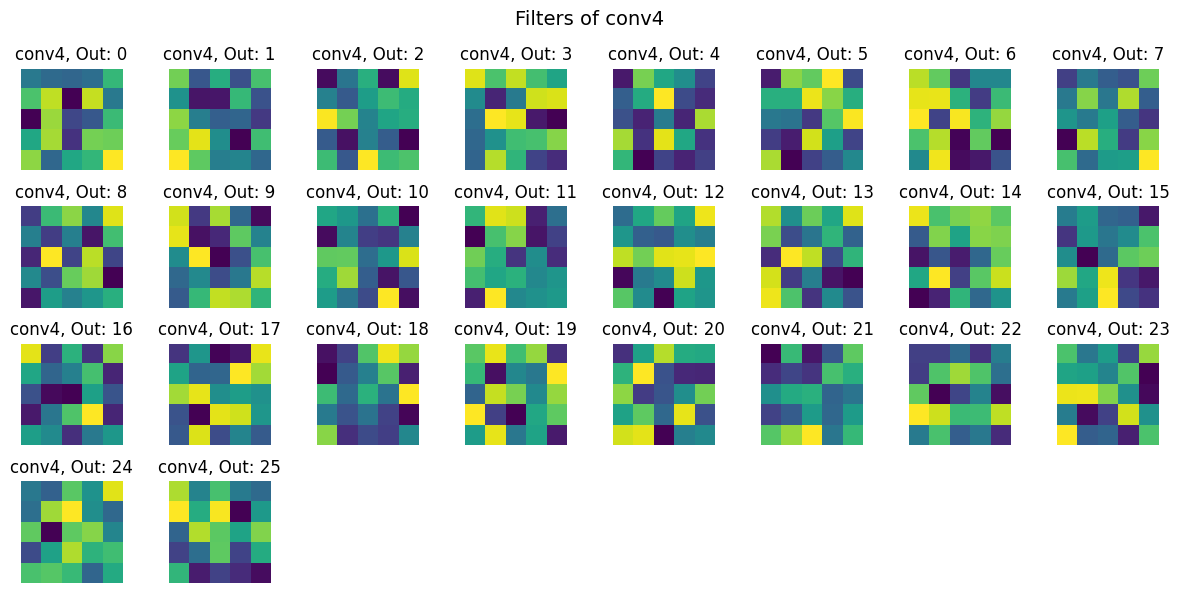 Filters of conv4
conv4, Out: 0 conv4, Out: 1 conv4, Out: 2 conv4, Out: 3 conv4, Out: 4 conv4, Out: 5 conv4, Out: 6 conv4, Out: 7
conv4, Out: 8 conv4, Out: 9 conv4, Out: 10 conv4, Out: 11 conv4, Out: 12 conv4, Out: 13 conv4, Out: 14 conv4, Out: 15
conv4, Out: 16 conv4, Out: 17 conv4, Out: 18 conv4, Out: 19 conv4, Out: 20 conv4, Out: 21 conv4, Out: 22 conv4, Out: 23
conv4, Out: 24 conv4, Out: 25